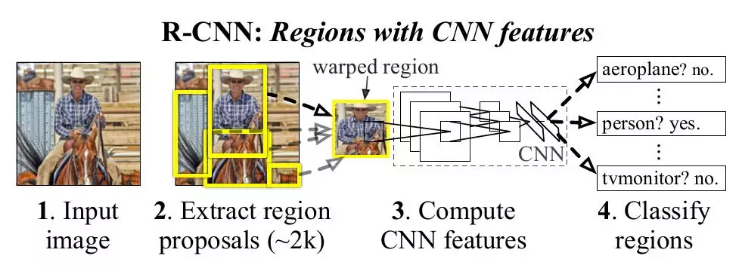 R-CNN: Regions with CNN features
warped region
aeroplane? no.
⋮
person? yes.
⋮
tvmonitor? no.
CNN
1. Input
image
2. Extract region
proposals (~2k)
3. Compute
CNN features
4. Classify
regions